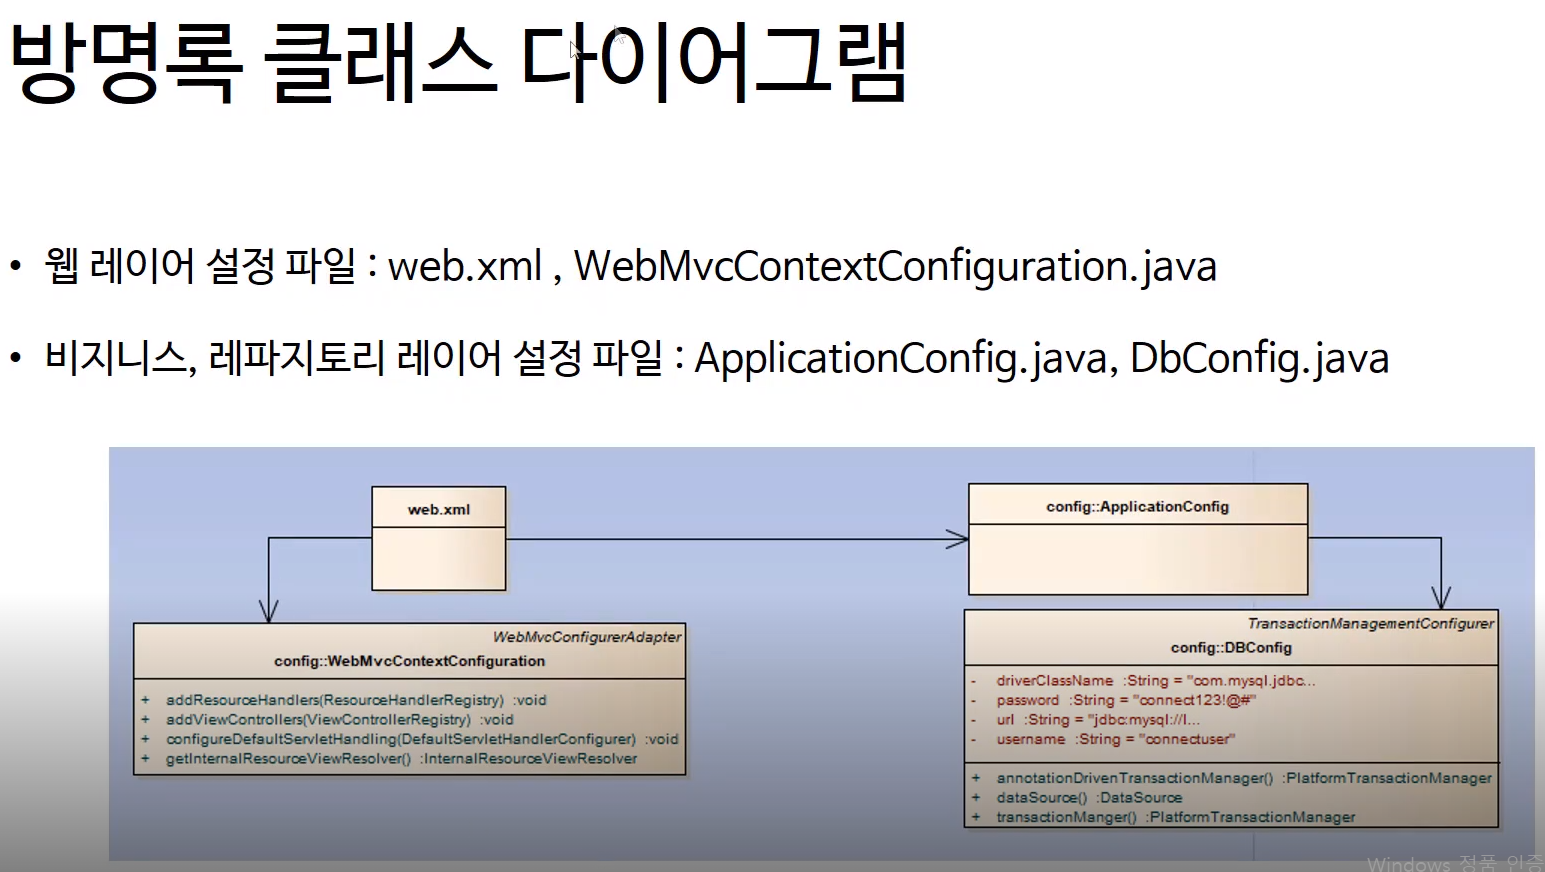 방명록 클래스 다이어그램
• 웹 레이어 설정 파일 : web.xml , WebMvcContextConfiguration.java
• 비지니스, 레파지토리 레이어 설정 파일 : ApplicationConfig.java, DbConfig.java
web.xml
config::ApplicationConfig
WebMvcConfigurerAdapter
config::WebMvcContextConfiguration
+ addResourceHandlers(ResourceHandlerRegistry) :void
+ addViewControllers(ViewControllerRegistry) :void
+ configureDefaultServletHandling(DefaultServletHandlerConfigurer) :void
+ getInternalResourceViewResolver() :InternalResourceViewResolver
TransactionManagementConfigurer
config::DBConfig
- driverClassName :String = "com.mysql.jdbc...
- password :String = "connect123!@#"
- url :String = "jdbc:mysql://l...
- username :String = "connectuser"
+ annotationDrivenTransactionManager() :PlatformTransactionManager
+ dataSource() :DataSource
+ transactionManger() :PlatformTransactionManager
Windows 정품 인증